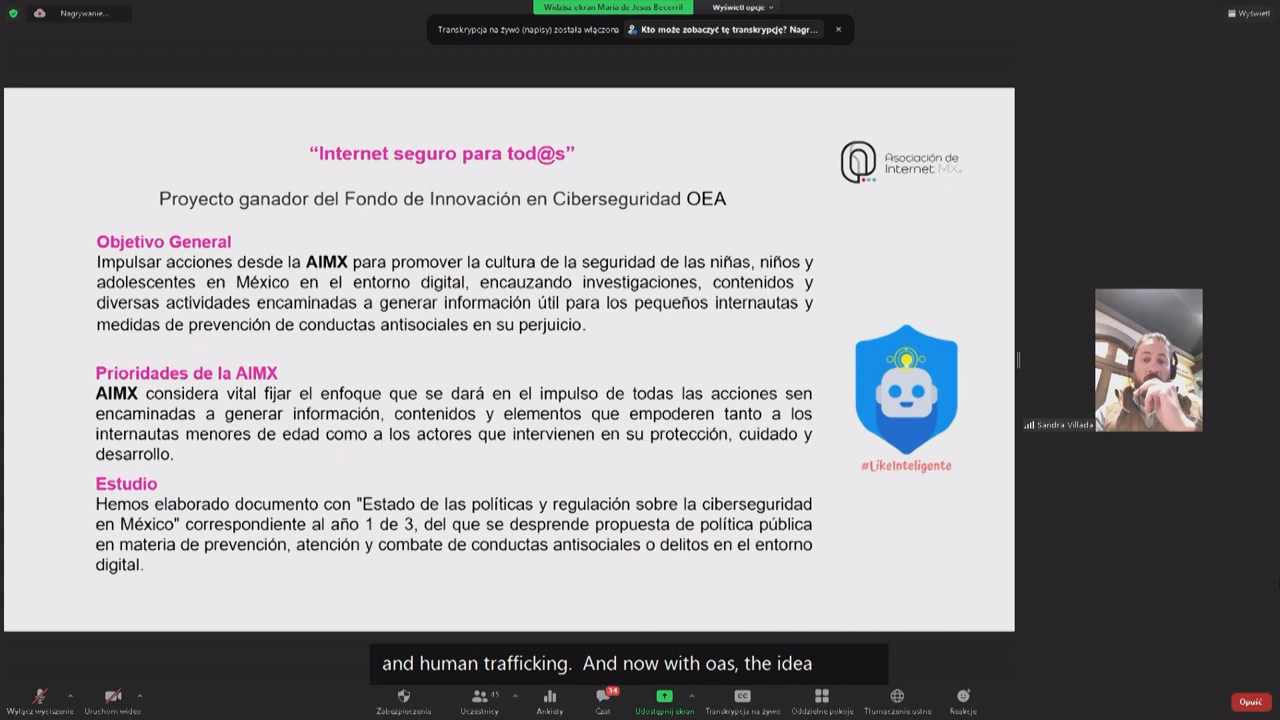 Nagrywanie...
Widzisz ekran Maria de Jesus Becerril
Wyświetl opcje
Wyświetl
Transkrypcja na żywo (napisy) została włączona
Kto może zobaczyć tę transkrypcję? Nagr...
“Internet seguro para tod@s”
Asociación de
Internet MX
Proyecto ganador del Fondo de Innovación en Ciberseguridad OEA
Objetivo General
Impulsar acciones desde la AIMX para promover la cultura de la seguridad de las niñas, niños y
adolescentes en México en el entorno digital, encauzando investigaciones, contenidos y
diversas actividades encaminadas a generar información útil para los pequeños internautas y
medidas de prevención de conductas antisociales en su perjuicio.
Prioridades de la AIMX
AIMX considera vital fijar el enfoque que se dará en el impulso de todas las acciones sen
encaminadas a generar información, contenidos y elementos que empoderen tanto a los
internautas menores de edad como a los actores que intervienen en su protección, cuidado y
desarrollo.
#LikeInteligente
Sandra Villada
Estudio
Hemos elaborado documento con "Estado de las políticas y regulación sobre la ciberseguridad
en México" correspondiente al año 1 de 3, del que se desprende propuesta de política pública
en materia de prevención, atención y combate de conductas antisociales o delitos en el entorno
digital.
and human trafficking. And now with oas, the idea
Wyłącz wyciszenie
Uruchom wideo
Zabezpieczenia
Uczestnicy
45
Ankiety
Czat
34
Udostępnij ekran
CC
Transkrypcja na żywo
Oddzielne pokoje
Tłumaczenie ustne
Reakcje
Opuść